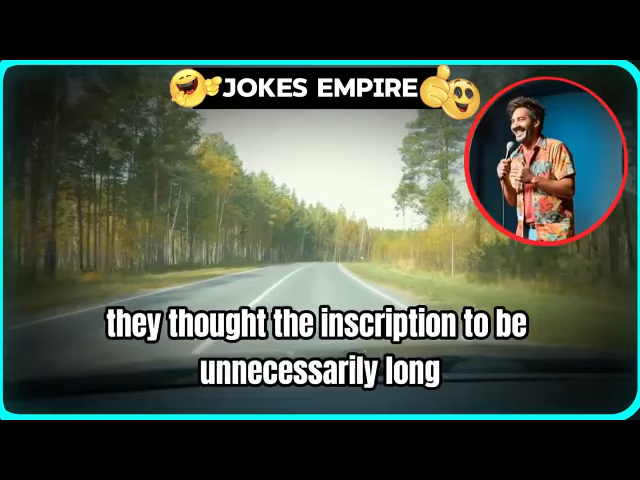 JOKES EMPIRE
they thought the inscription to be
unnecessarily long